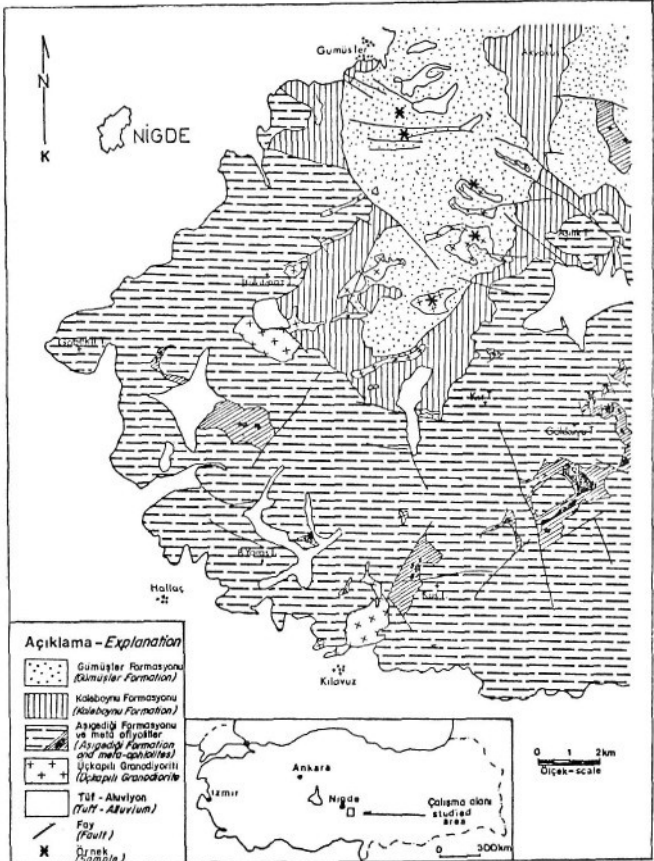 Gümüşler
N
NİGDE
K
Hallaç
Kılavuz
Açıklama – Explanation
Gümüşler Formasyonu
(Gümüşler Formation)
Kaleboynu Formasyonu
(Kaleboynu Formation)
Aşıgediği Formasyonu
ve meta ofiyolitler
(Aşıgediği Formation
and meta-ophiolites)
Üçkapılı Granodiyoriti
(Üçkapılı Granodiorite
Tüf - Alüvyon
(Tuff - Alluvium)
Fay
(Fault)
Örnek
(Sample)
Ankara
İzmir
Niğde
Çalışma alanı
studied
area
0 300km
0 1 2km
Ölçek-scale